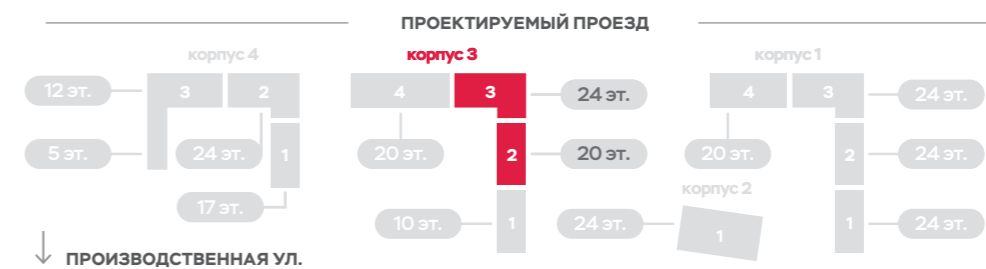 ПРОЕКТИРУЕМЫЙ ПРОЕЗД
корпус 4
корпус 3
корпус 1
12 эт.
3
2
4
3
24 эт.
4
3
24 эт.
5 эт.
24 эт.
1
20 эт.
2
20 эт.
20 эт.
2
24 эт.
17 эт.
корпус 2
10 эт.
1
24 эт.
1
1
24 эт.
ПРОИЗВОДСТВЕННАЯ УЛ.